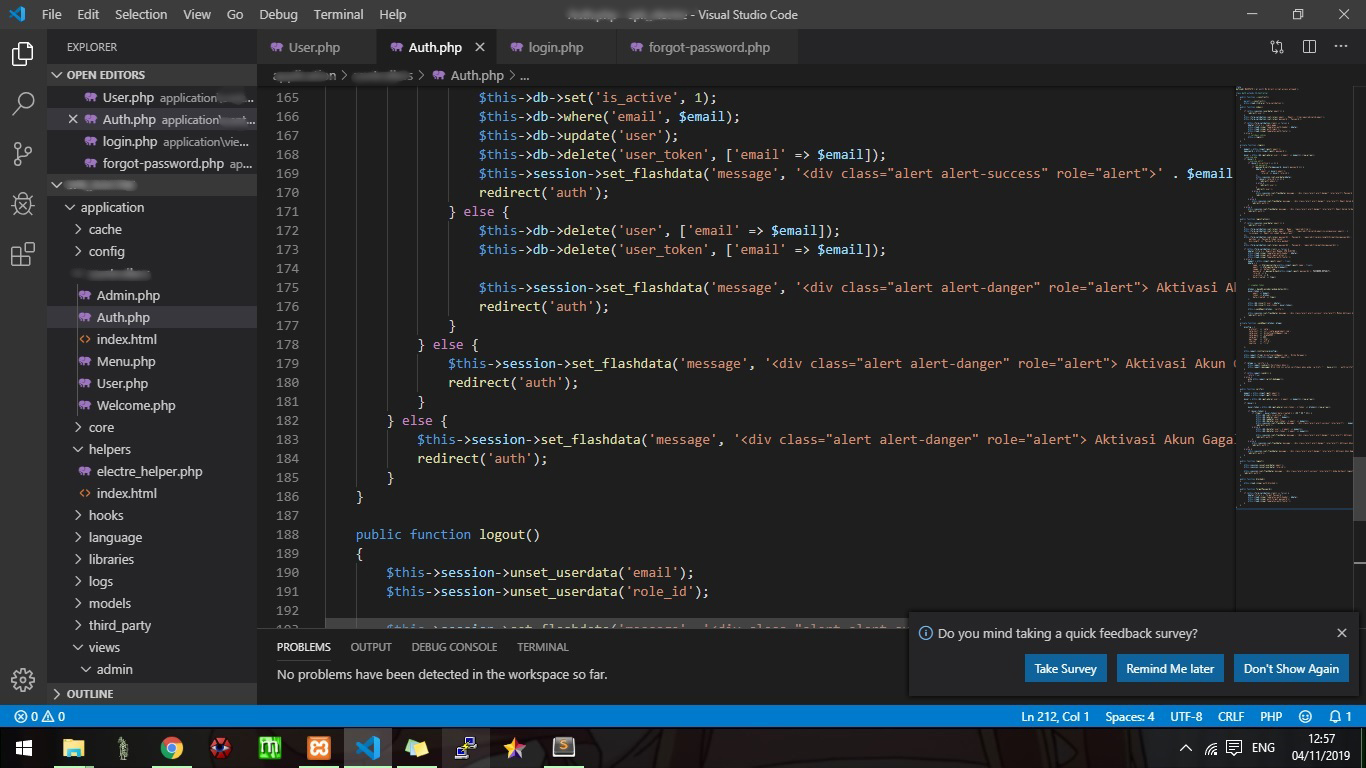 File Edit Selection View Go Debug Terminal Help
- Visual Studio Code
EXPLORER
User.php Auth.php login.php forgot-password.php
OPEN EDITORS
User.php application\
Auth.php application\
login.php application\vie...
forgot-password.php ap...
application
cache
config
Admin.php
Auth.php
index.html
Menu.php
User.php
Welcome.php
core
helpers
electre_helper.php
index.html
hooks
language
libraries
logs
models
third_party
views
admin
OUTLINE
Auth.php > ...
165 $this->db->set('is_active', 1);
166 $this->db->where('email', $email);
167 $this->db->update('user');
168 $this->db->delete('user_token', ['email' => $email]);
169 $this->session->set_flashdata('message', '<div class="alert alert-success" role="alert">' . $email
170 redirect('auth');
171 } else {
172 $this->db->delete('user', ['email' => $email]);
173 $this->db->delete('user_token', ['email' => $email]);
174
175 $this->session->set_flashdata('message', '<div class="alert alert-danger" role="alert"> Aktivasi A
176 redirect('auth');
177 }
178 } else {
179 $this->session->set_flashdata('message', '<div class="alert alert-danger" role="alert"> Aktivasi Akun
180 redirect('auth');
181 }
182 } else {
183 $this->session->set_flashdata('message', '<div class="alert alert-danger" role="alert"> Aktivasi Akun Gaga
184 redirect('auth');
185 }
186 }
187
188 public function logout()
189 {
190 $this->session->unset_userdata('email');
191 $this->session->unset_userdata('role_id');
192
PROBLEMS OUTPUT DEBUG CONSOLE TERMINAL
No problems have been detected in the workspace so far.
Do you mind taking a quick feedback survey?
Take Survey Remind Me later Don't Show Again
0 0 Ln 212, Col 1 Spaces: 4 UTF-8 CRLF PHP 1
ENG
12:57
04/11/2019